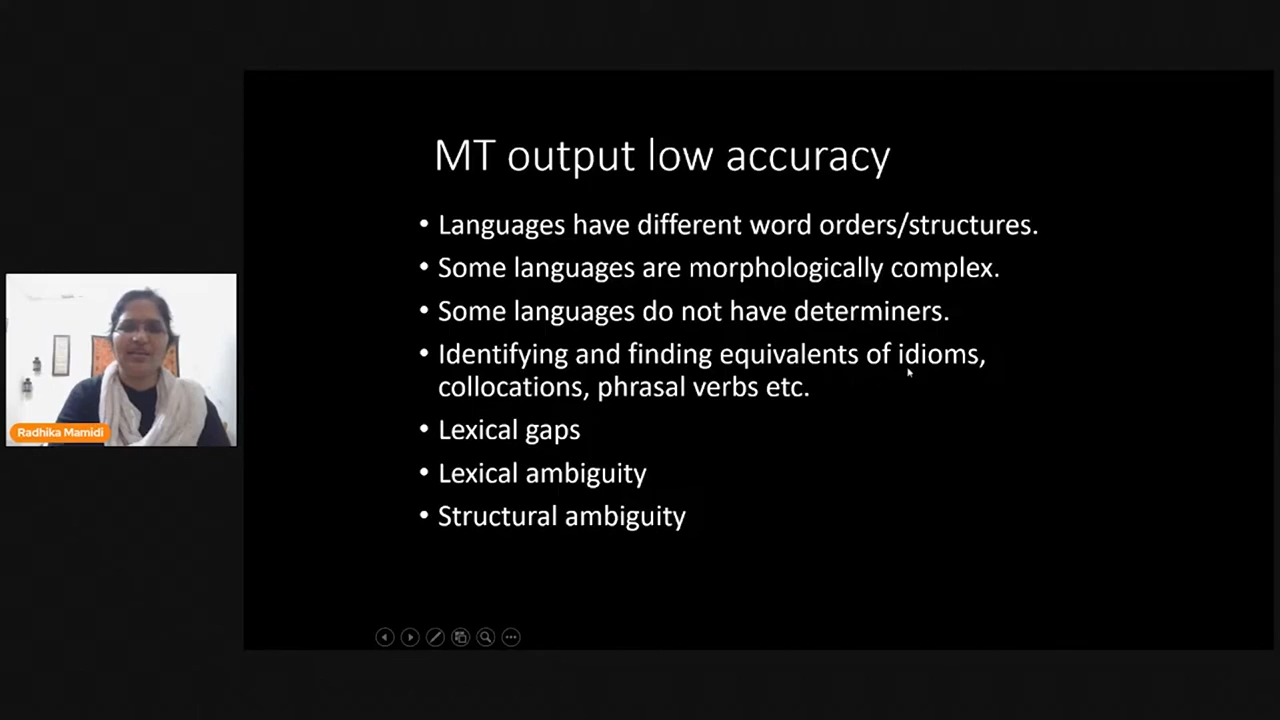 MT output low accuracy
• Languages have different word orders/structures.
• Some languages are morphologically complex.
• Some languages do not have determiners.
• Identifying and finding equivalents of idioms,
collocations, phrasal verbs etc.
• Lexical gaps
• Lexical ambiguity
• Structural ambiguity
Radhika Mamidi